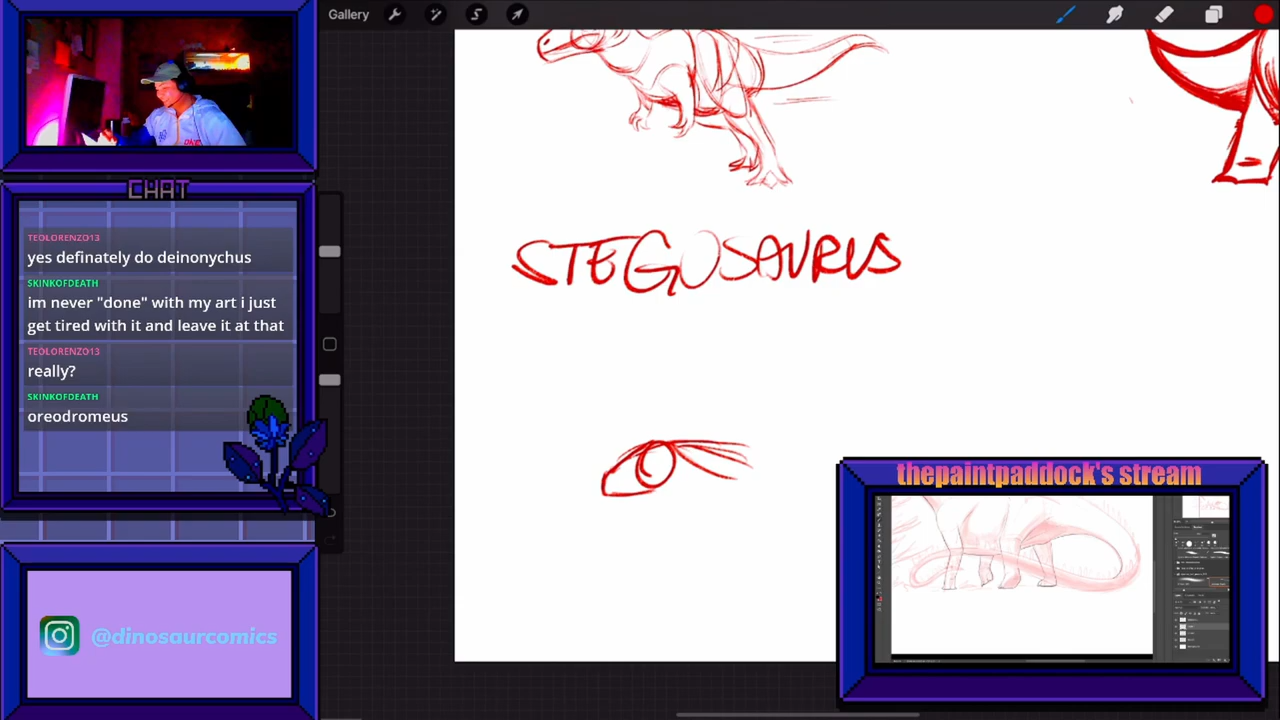 Gallery
CHAT
TEOLORENZO13
yes definately do deinonychus
SKINKOFDEATH
im never "done" with my art i just
get tired with it and leave it at that
TEOLORENZO13
really?
SKINKOFDEATH
oreodromeus
STEGOSAURUS
thepaintpaddock's stream
@dinosaurcomics